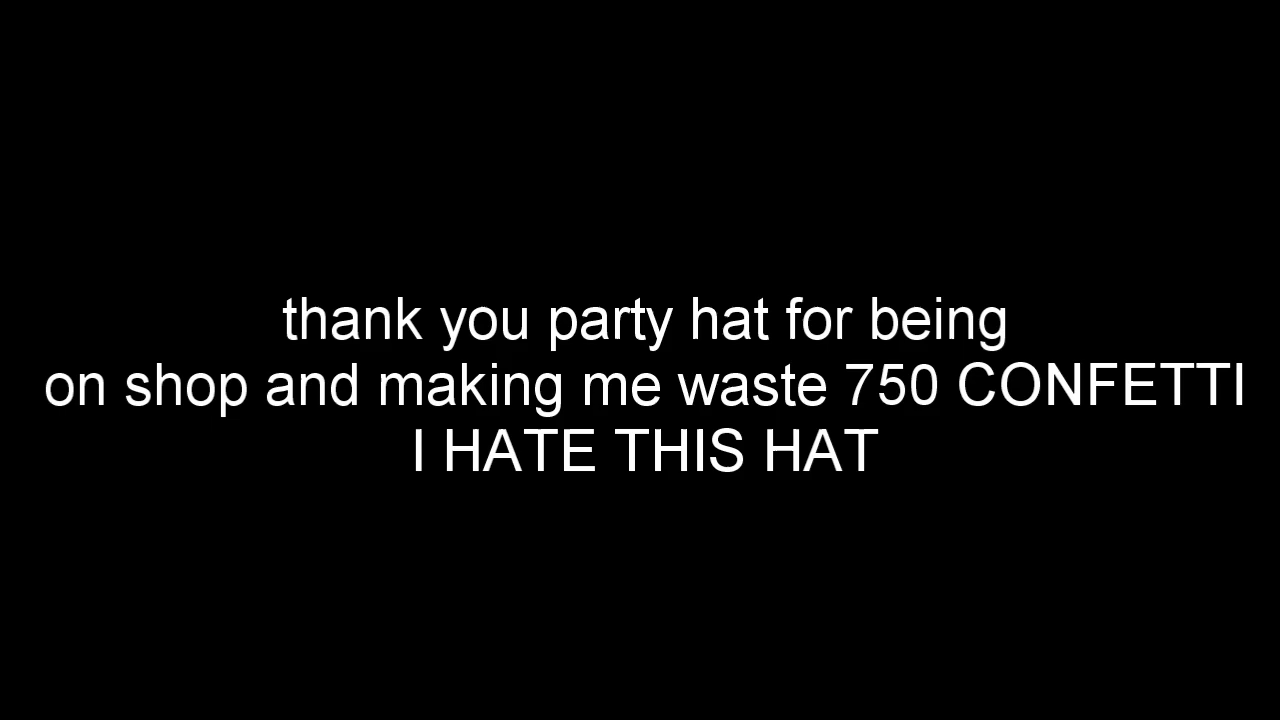 thank you party hat for being
on shop and making me waste 750 CONFETTI
I HATE THIS HAT